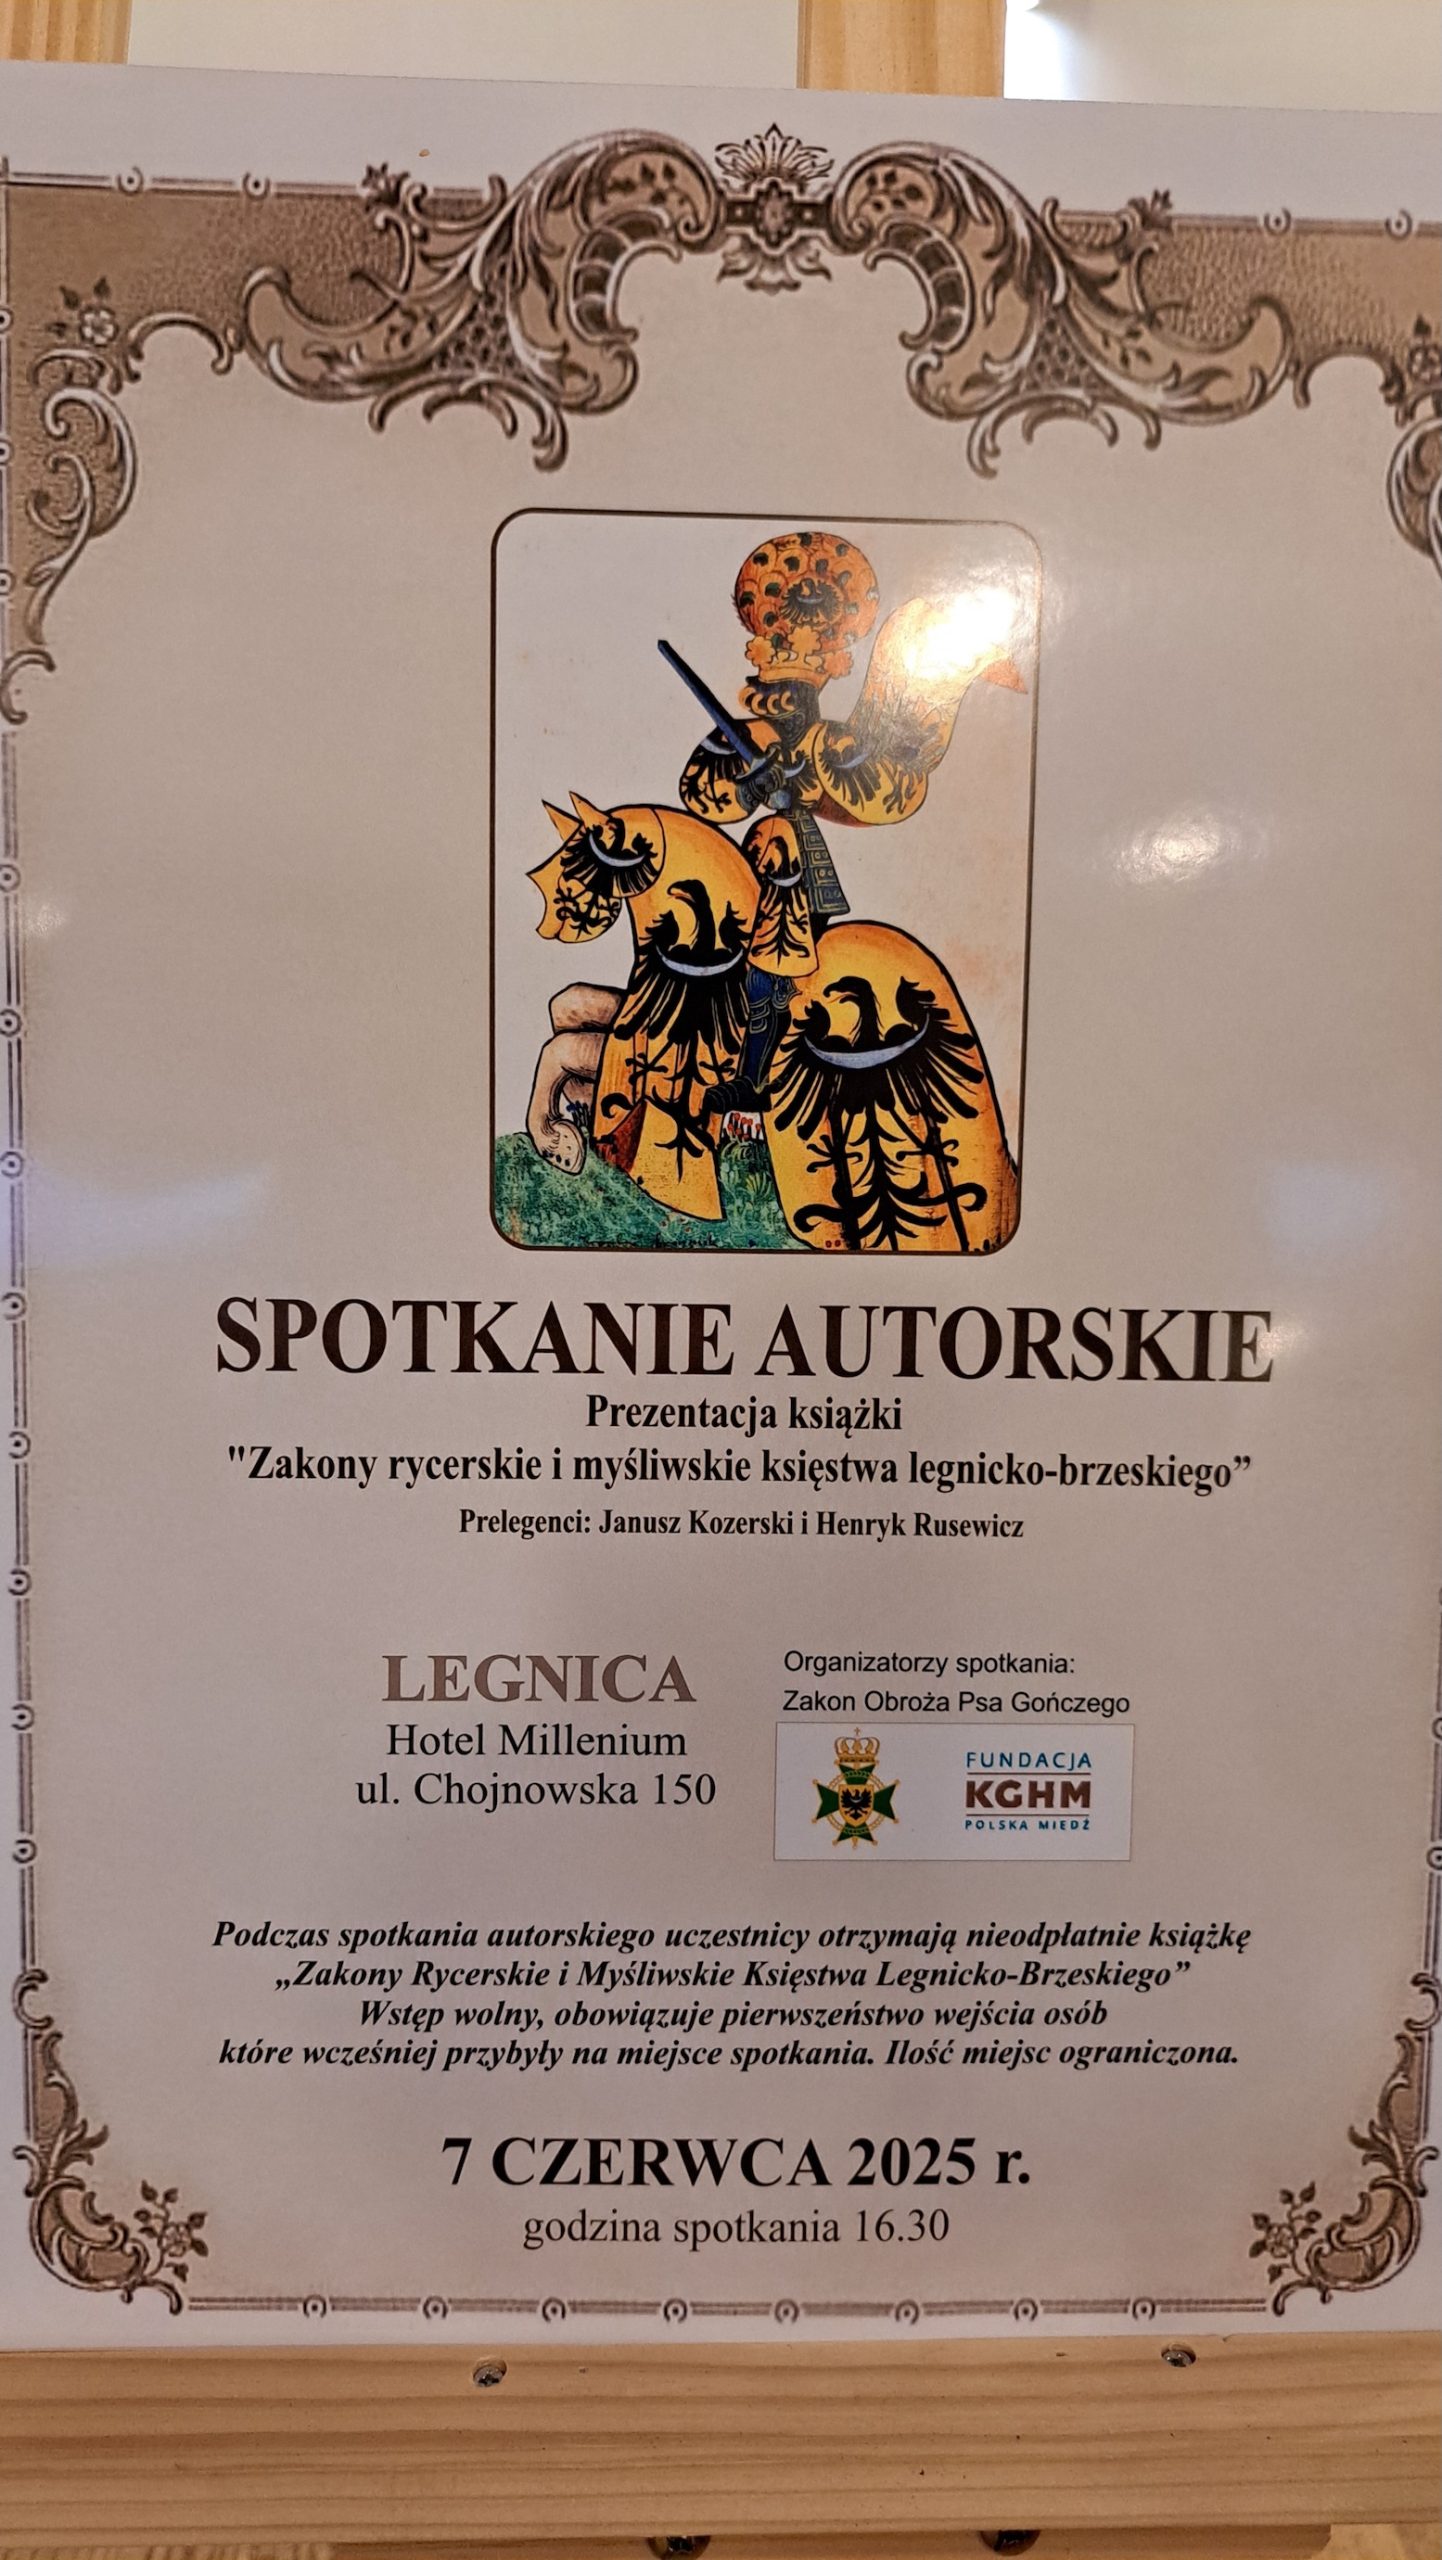 SPOTKANIE AUTORSKIE
Prezentacja książki
"Zakony rycerskie i myśliwskie księstwa legnicko-brzeskiego”
Prelegenci: Janusz Kozerski i Henryk Rusewicz
LEGNICA
Hotel Millenium
ul. Chojnowska 150
Organizatorzy spotkania:
Zakon Obroża Psa Gończego
FUNDACJA
KGHM
POLSKA MIEDŹ
Podczas spotkania autorskiego uczestnicy otrzymają nieodpłatnie książkę
„Zakony Rycerskie i Myśliwskie Księstwa Legnicko-Brzeskiego”
Wstęp wolny, obowiązuje pierwszeństwo wejścia osób
które wcześniej przybyły na miejsce spotkania. Ilość miejsc ograniczona.
7 CZERWCA 2025 r.
godzina spotkania 16.30